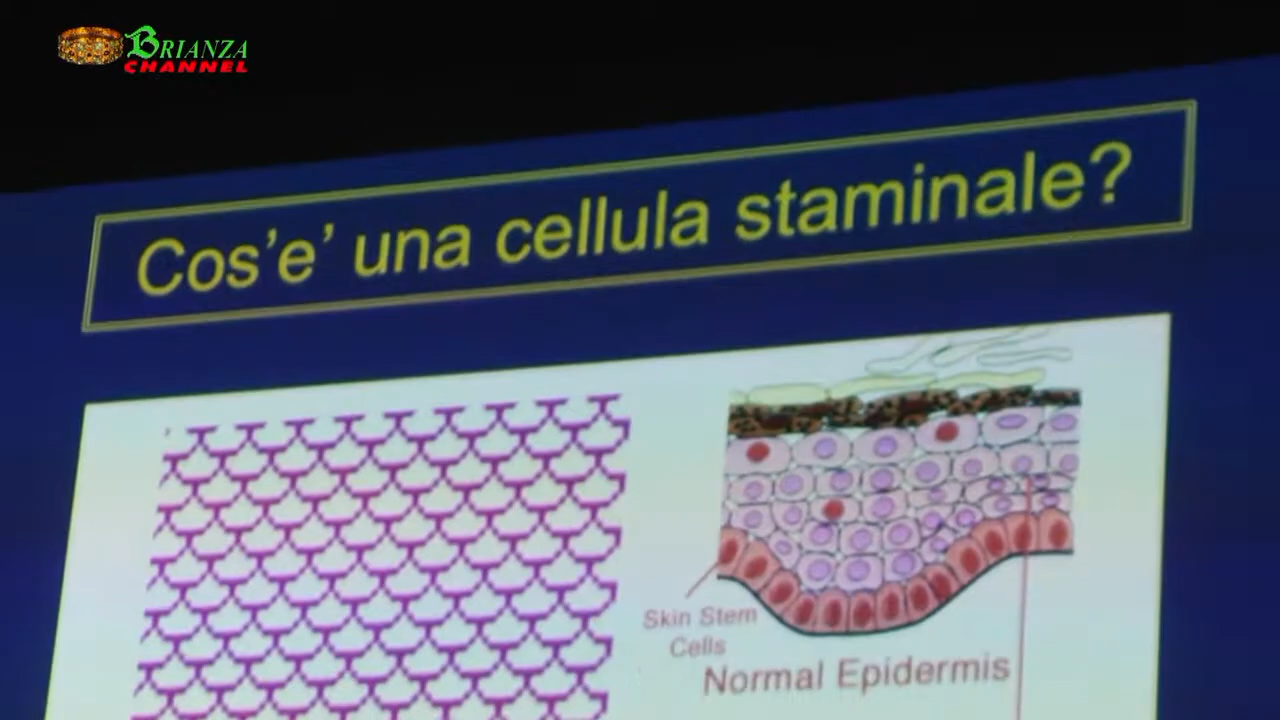 BRIANZA
CHANNEL
Cos'e' una cellula staminale?
Skin Stem
Cells
Normal Epidermis